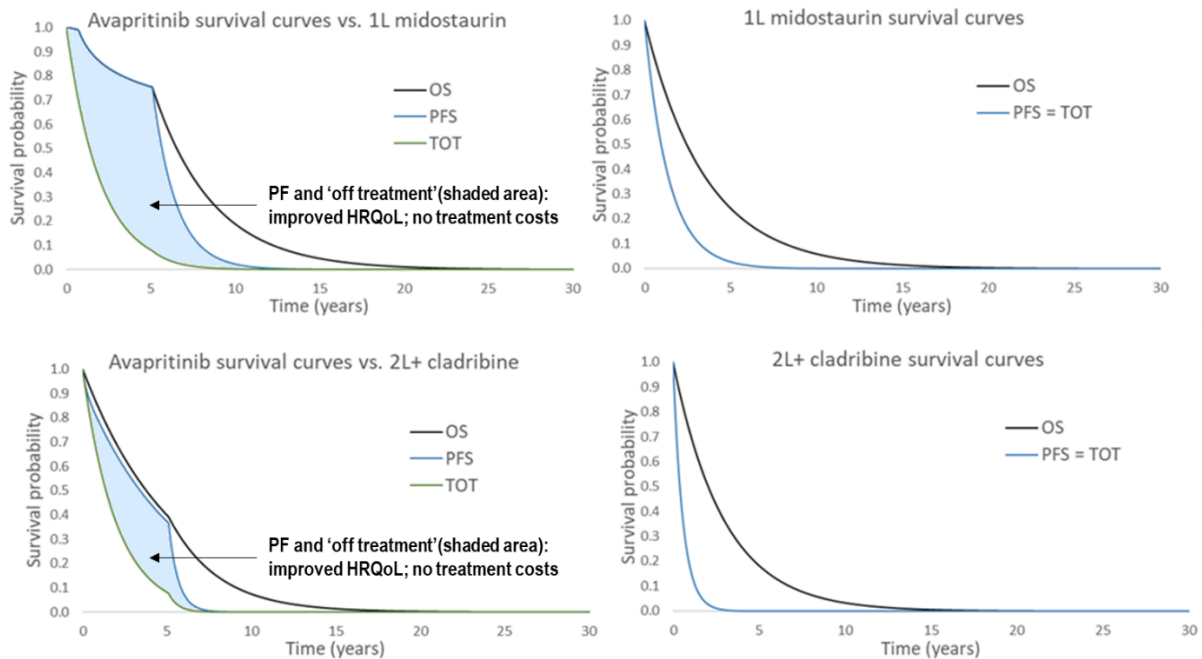 Avapritinib survival curves vs. 1L midostaurin
Survival probability
1.0
0.9
0.8
0.7
0.6
0.5
0.4
0.3
0.2
0.1
0.0
OS
PFS
TOT
PF and ‘off treatment’(shaded area):
improved HRQoL; no treatment costs
0 5 10 15 20 25 30
Time (years)
1L midostaurin survival curves
Survival probability
1.0
0.9
0.8
0.7
0.6
0.5
0.4
0.3
0.2
0.1
0.0
OS
PFS = TOT
0 5 10 15 20 25 30
Time (years)
Avapritinib survival curves vs. 2L+ cladribine
Survival probability
1.0
0.9
0.8
0.7
0.6
0.5
0.4
0.3
0.2
0.1
0.0
OS
PFS
TOT
PF and ‘off treatment’(shaded area):
improved HRQoL; no treatment costs
0 5 10 15 20 25 30
Time (years)
2L+ cladribine survival curves
Survival probability
1.0
0.9
0.8
0.7
0.6
0.5
0.4
0.3
0.2
0.1
0.0
OS
PFS = TOT
0 5 10 15 20 25 30
Time (years)